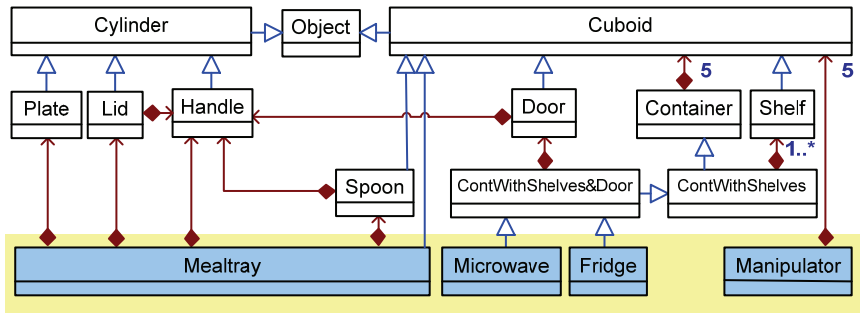 Cylinder
Object
Cuboid
5
5
Plate
Lid
Handle
Door
Container
Shelf
1..*
Spoon
ContWithShelves&Door
ContWithShelves
Mealtray
Microwave
Fridge
Manipulator